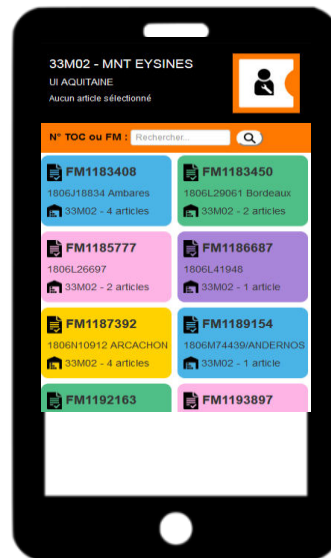 33M02 - MNT EYSINES
UI AQUITAINE
Aucun article sélectionné
N° TOC ou FM : Rechercher...
FM1183408
1806J18834 Ambares
33M02 - 4 articles
FM1183450
1806L29061 Bordeaux
33M02 - 2 articles
FM1185777
1806L26697
33M02 - 2 articles
FM1186687
1806L41948
33M02 - 1 article
FM1187392
1806N10912 ARCACHON
33M02 - 4 articles
FM1189154
1806M74439/ANDERNOS
33M02 - 1 article
FM1192163
FM1193897